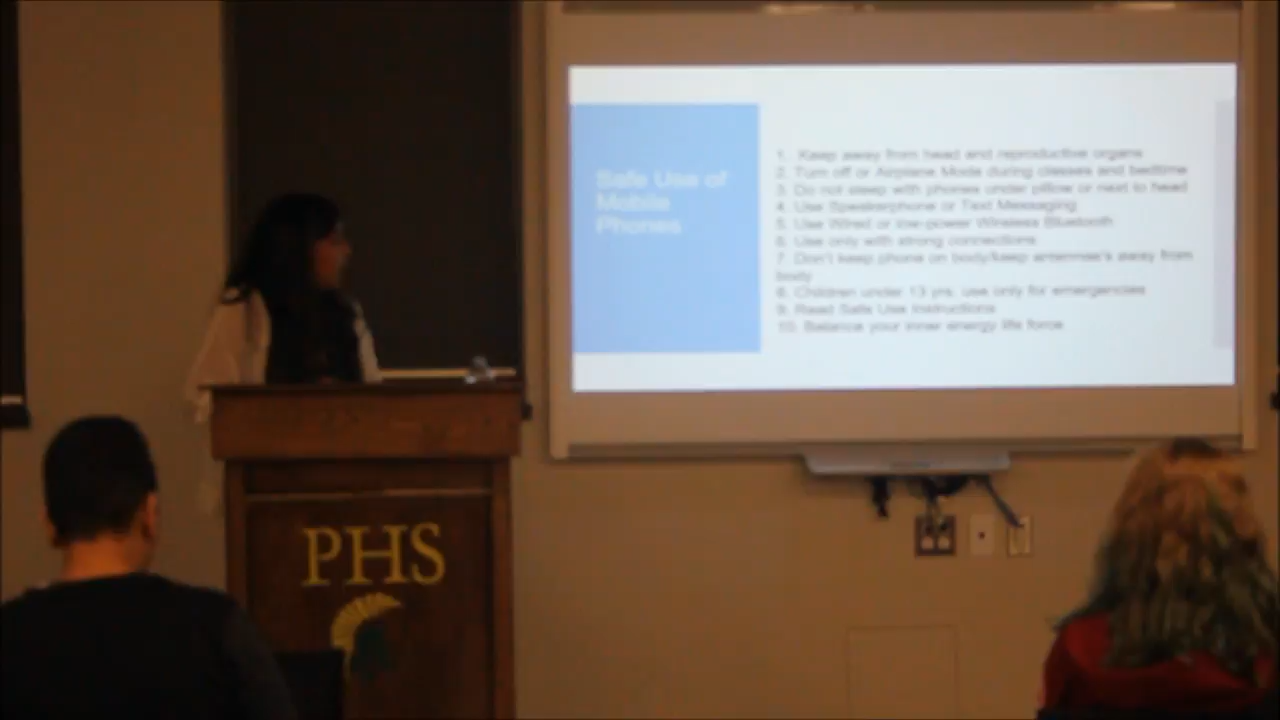 Safe Use of
Mobile
Phones
1. Keep away from head and reproductive organs
2. Turn off or Airplane Mode during classes and bedtime
3. Do not sleep with phones under pillow or next to head
4. Use Speakerphone or Text Messaging
5. Use Wired or low-power Wireless Bluetooth
6. Use only with strong connections
7. Don't keep phone on body/keep antennae's away from
body
8. Children under 13 yrs. use only for emergencies
9. Read Safe Use Instructions
10. Balance your inner energy life force
PHS